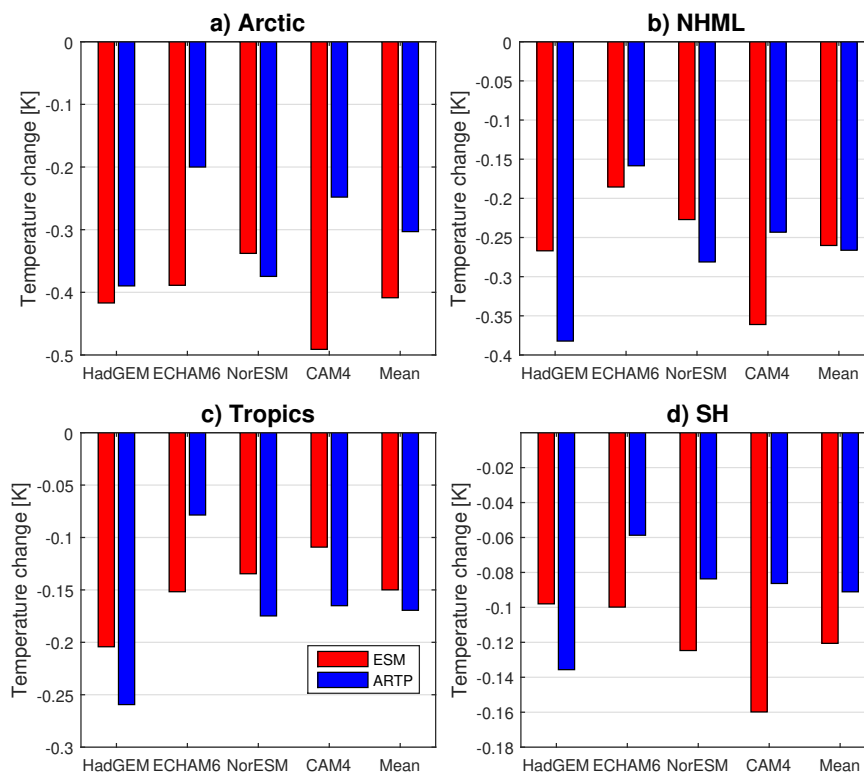 a) Arctic
0
-0.1
-0.2
-0.3
-0.4
-0.5
Temperature change [K]
HadGEM ECHAM6 NorESM CAM4 Mean
b) NHML
0
-0.05
-0.1
-0.15
-0.2
-0.25
-0.3
-0.35
-0.4
Temperature change [K]
HadGEM ECHAM6 NorESM CAM4 Mean
c) Tropics
0
-0.05
-0.1
-0.15
-0.2
-0.25
-0.3
Temperature change [K]
ESM
ARTP
HadGEM ECHAM6 NorESM CAM4 Mean
d) SH
-0.02
-0.04
-0.06
-0.08
-0.1
-0.12
-0.14
-0.16
-0.18
Temperature change [K]
HadGEM ECHAM6 NorESM CAM4 Mean